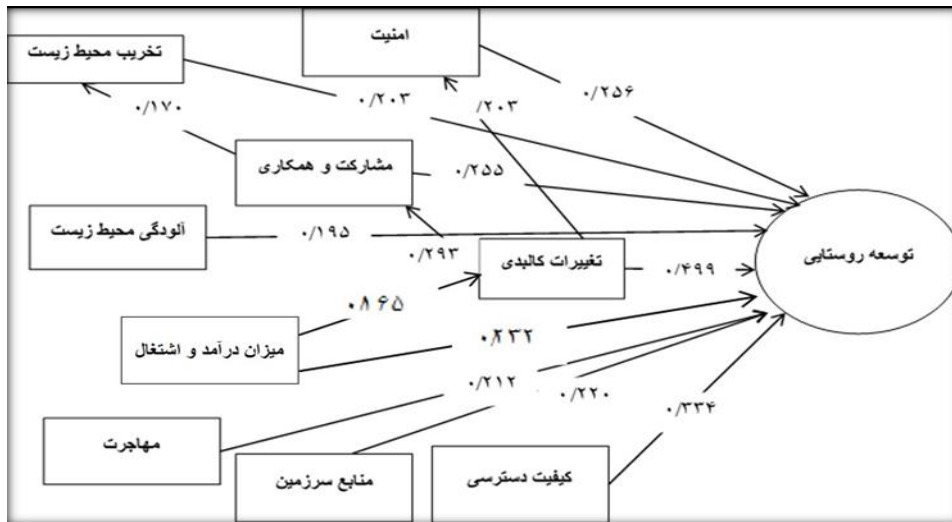 امنیت
تخریب محیط زیست
۰/۲۵۶
۰/۲۰۳
/۲۰۳
۰/۱۷۰
مشارکت و همکاری
۰/۲۵۵
آلودگی محیط زیست
۰/۱۹۵
۰/۲۹۳
تغییرات کالبدی
۰/۴۹۹
توسعه روستایی
میزان درآمد و اشتغال
۰/۲۳۲
۰/۲۱۲
۰/۲۲۰
۰/۳۳۴
مهاجرت
منابع سرزمین
کیفیت دسترسی